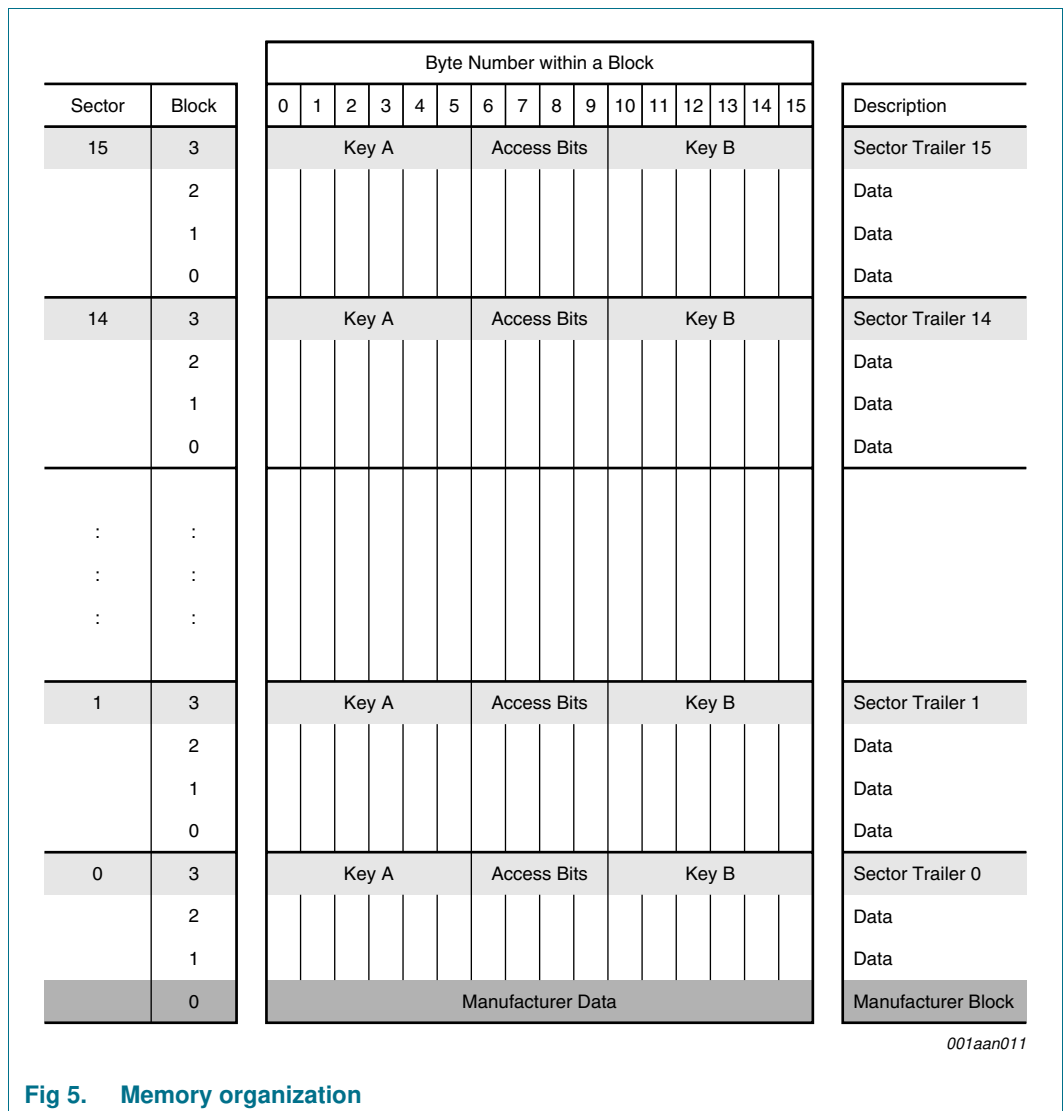 Byte Number within a Block
Sector Block 0 1 2 3 4 5 6 7 8 9 10 11 12 13 14 15 Description
15 3 Key A Access Bits Key B Sector Trailer 15
2 Data
1 Data
0 Data
14 3 Key A Access Bits Key B Sector Trailer 14
2 Data
1 Data
0 Data
: :
: :
: :
1 3 Key A Access Bits Key B Sector Trailer 1
2 Data
1 Data
0 Data
0 3 Key A Access Bits Key B Sector Trailer 0
2 Data
1 Data
0 Manufacturer Data Manufacturer Block
001aan011
Fig 5. Memory organization